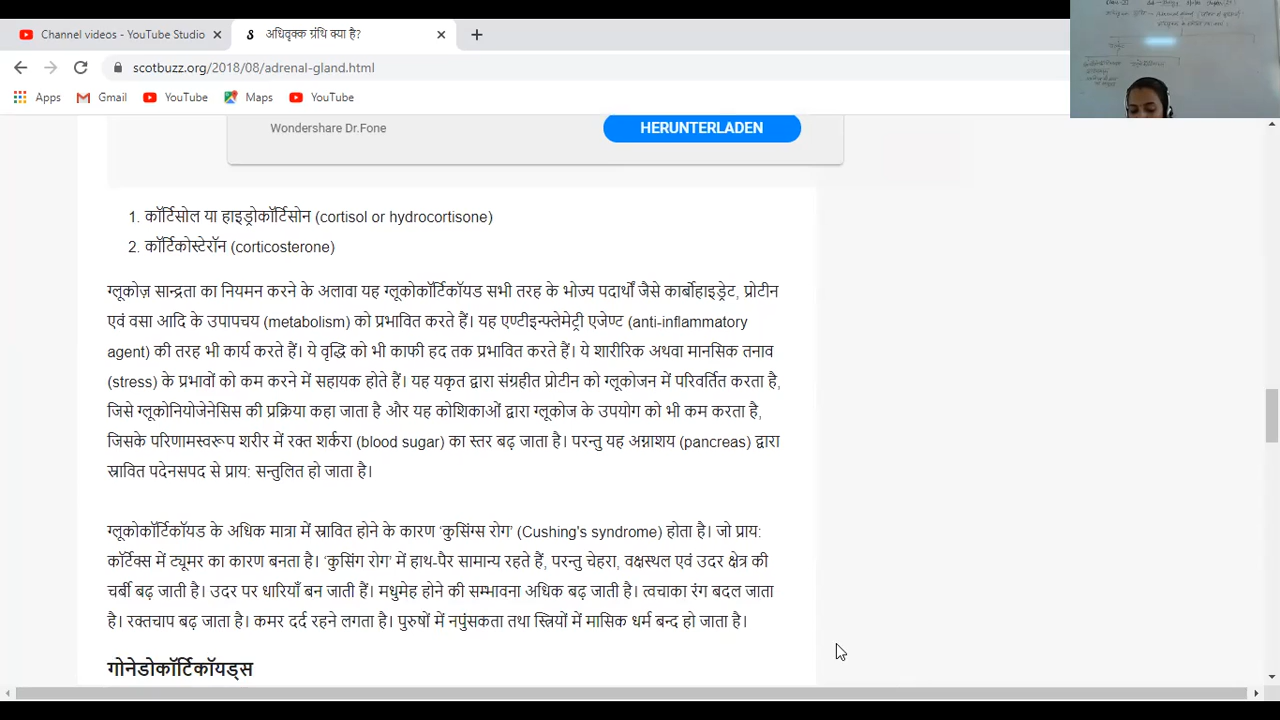 Channel videos - YouTube Studio
अधिवृक्क ग्रंथि क्या है?
scotbuzz.org/2018/08/adrenal-gland.html
Apps Gmail YouTube Maps YouTube
Wondershare Dr.Fone
HERUNTERLADEN
1. कॉर्टिसोल या हाइड्रोकॉर्टिसोन (cortisol or hydrocortisone)
2. कॉर्टिकोस्टेरॉन (corticosterone)
ग्लूकोज़ सान्द्रता का नियमन करने के अलावा यह ग्लूकोकॉर्टिकॉयड सभी तरह के भोज्य पदार्थों जैसे कार्बोहाइड्रेट, प्रोटीन
एवं वसा आदि के उपापचय (metabolism) को प्रभावित करते हैं। यह एण्टीइन्फ्लेमेट्री एजेण्ट (anti-inflammatory
agent) की तरह भी कार्य करते हैं। ये वृद्धि को भी काफी हद तक प्रभावित करते हैं। ये शारीरिक अथवा मानसिक तनाव
(stress) के प्रभावों को कम करने में सहायक होते हैं। यह यकृत द्वारा संग्रहीत प्रोटीन को ग्लूकोजन में परिवर्तित करता है,
जिसे ग्लूकोनियोजेनेसिस की प्रक्रिया कहा जाता है और यह कोशिकाओं द्वारा ग्लूकोज के उपयोग को भी कम करता है,
जिसके परिणामस्वरूप शरीर में रक्त शर्करा (blood sugar) का स्तर बढ़ जाता है। परन्तु यह अग्नाशय (pancreas) द्वारा
स्रावित पदेनसपद से प्राय: सन्तुलित हो जाता है।
ग्लूकोकॉर्टिकॉयड के अधिक मात्रा में स्रावित होने के कारण ‘कुसिंग्स रोग’ (Cushing's syndrome) होता है। जो प्राय:
कॉर्टेक्स में ट्यूमर का कारण बनता है। ‘कुसिंग रोग’ में हाथ-पैर सामान्य रहते हैं, परन्तु चेहरा, वक्षस्थल एवं उदर क्षेत्र की
चर्बी बढ़ जाती है। उदर पर धारियाँ बन जाती हैं। मधुमेह होने की सम्भावना अधिक बढ़ जाती है। त्वचाका रंग बदल जाता
है। रक्तचाप बढ़ जाता है। कमर दर्द रहने लगता है। पुरुषों में नपुंसकता तथा स्त्रियों में मासिक धर्म बन्द हो जाता है।
गोनेडोकॉर्टिकॉयड्स